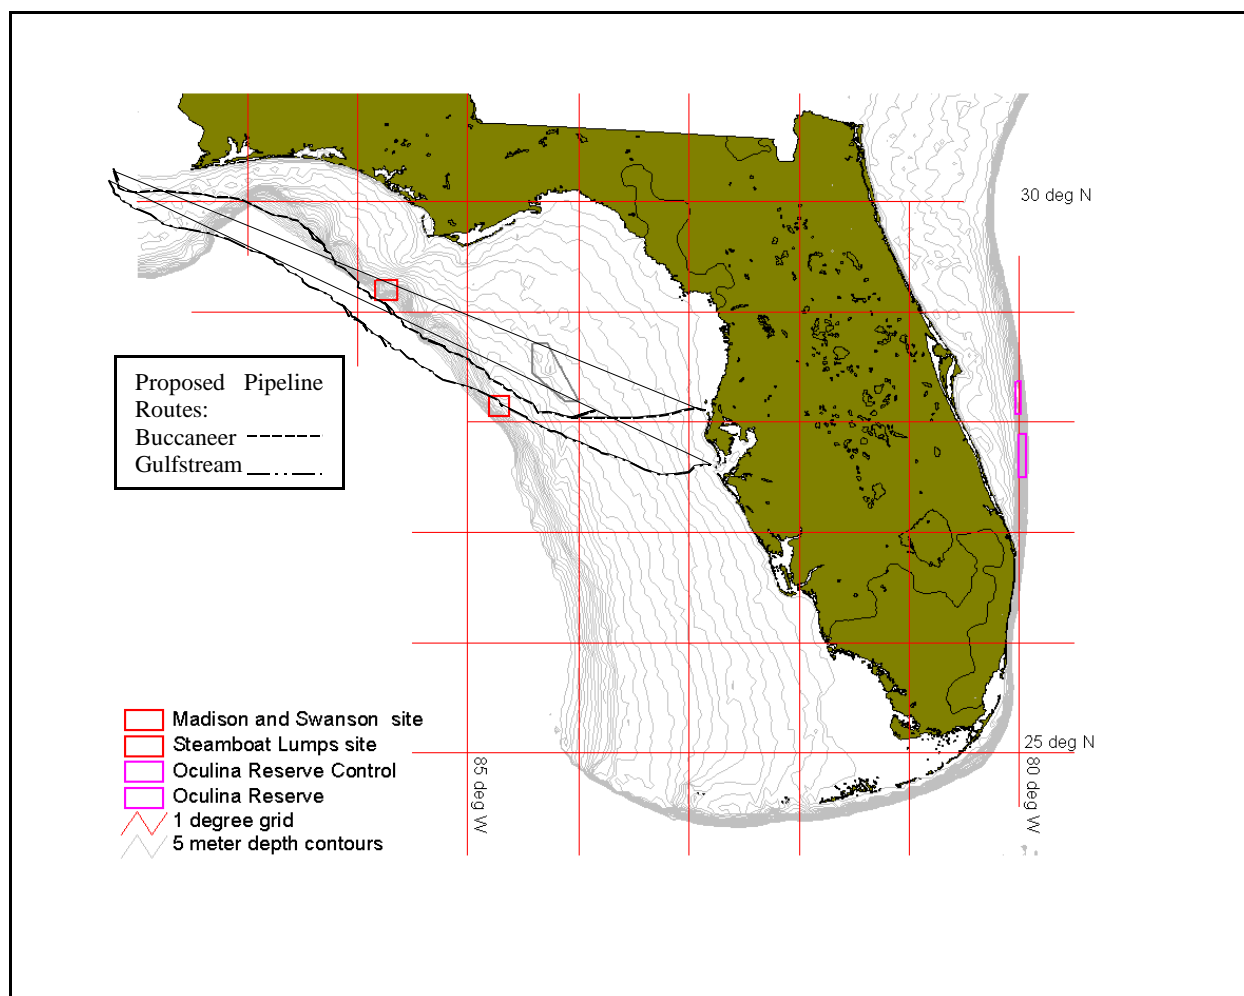 30 deg N
Proposed Pipeline
Routes:
Buccaneer
Gulfstream
Madison and Swanson site
Steamboat Lumps site
Oculina Reserve Control
Oculina Reserve
1 degree grid
5 meter depth contours
25 deg N
85 deg W
80 deg W